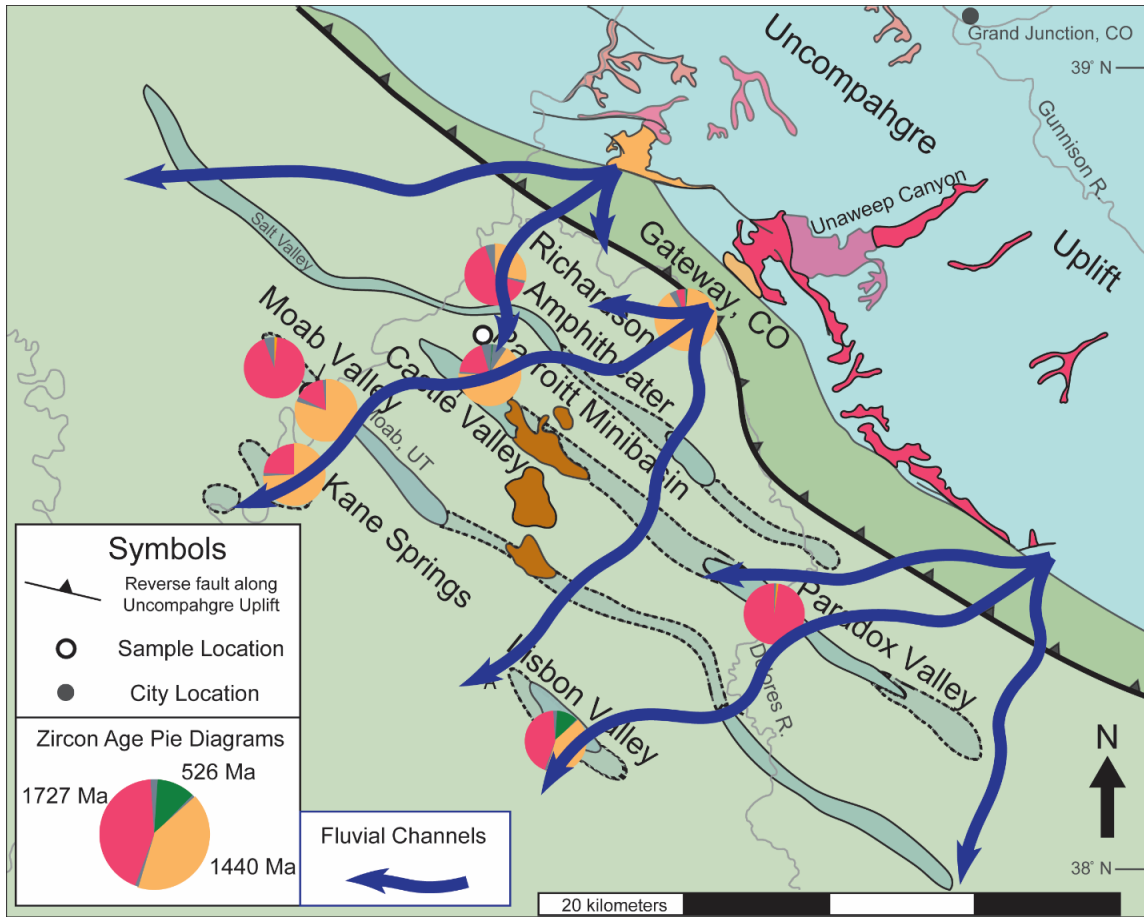 Uncompahgre
Uplift
Grand Junction, CO
39° N
Gunnison R.
Unaweep Canyon
Salt Valley
Gateway, CO
Richardson
Amphitheater
Moab Valley
Castle Valley
Minibasin
Moab, UT
Kane Springs
Paradox Valley
Dolores R.
Lisbon Valley
Symbols
Reverse fault along
Uncompahgre Uplift
Sample Location
City Location
Zircon Age Pie Diagrams
1727 Ma
526 Ma
1440 Ma
Fluvial Channels
20 kilometers
N
38° N